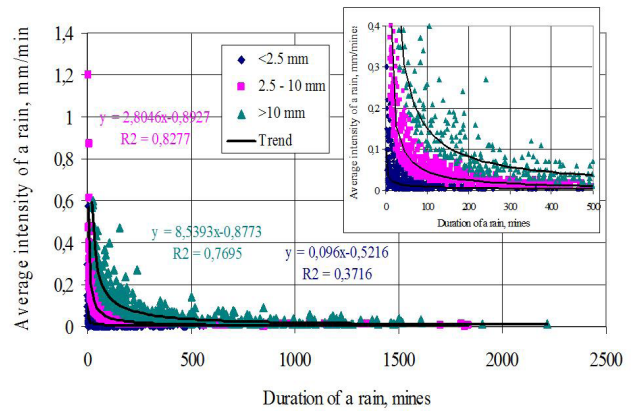 1,4
1,2
1
0,8
0,6
0,4
0,2
0
Average intensity of a rain, mm/min
0
500
1000
1500
2000
2500
Duration of a rain, mines
<2.5 mm
2.5 - 10 mm
>10 mm
Trend
y = 2,8046x-0,8927
R2 = 0,8277
y = 8,5393x-0,8773
R2 = 0,7695
y = 0,096x-0,5216
R2 = 0,3716
0,4
0,3
0,2
0,1
0
Average intensity of a rain, mm/mines
0
100
200
300
400
500
Duration of a rain, mines